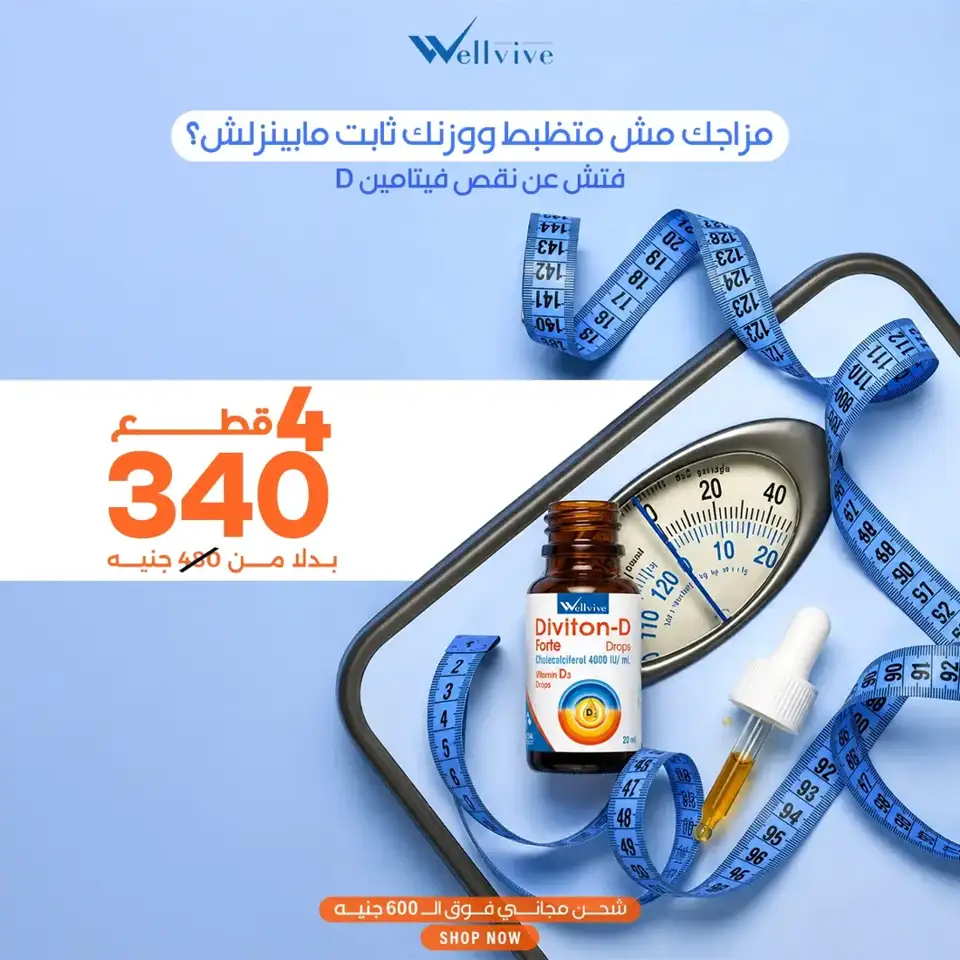 Wellvive
مزاجك مش متظبط ووزنك ثابت مابينزلش؟
فتش عن نقص فيتامين D
4 قطع
340
بدلا من 480 جنيه
Wellvive
Diviton-D
Forte Drops
Cholecalciferol 4000 IU/ ml.
Vitamin D3
Drops
D3
20 ml
شحن مجاني فوق الـ 600 جنيه
SHOP NOW